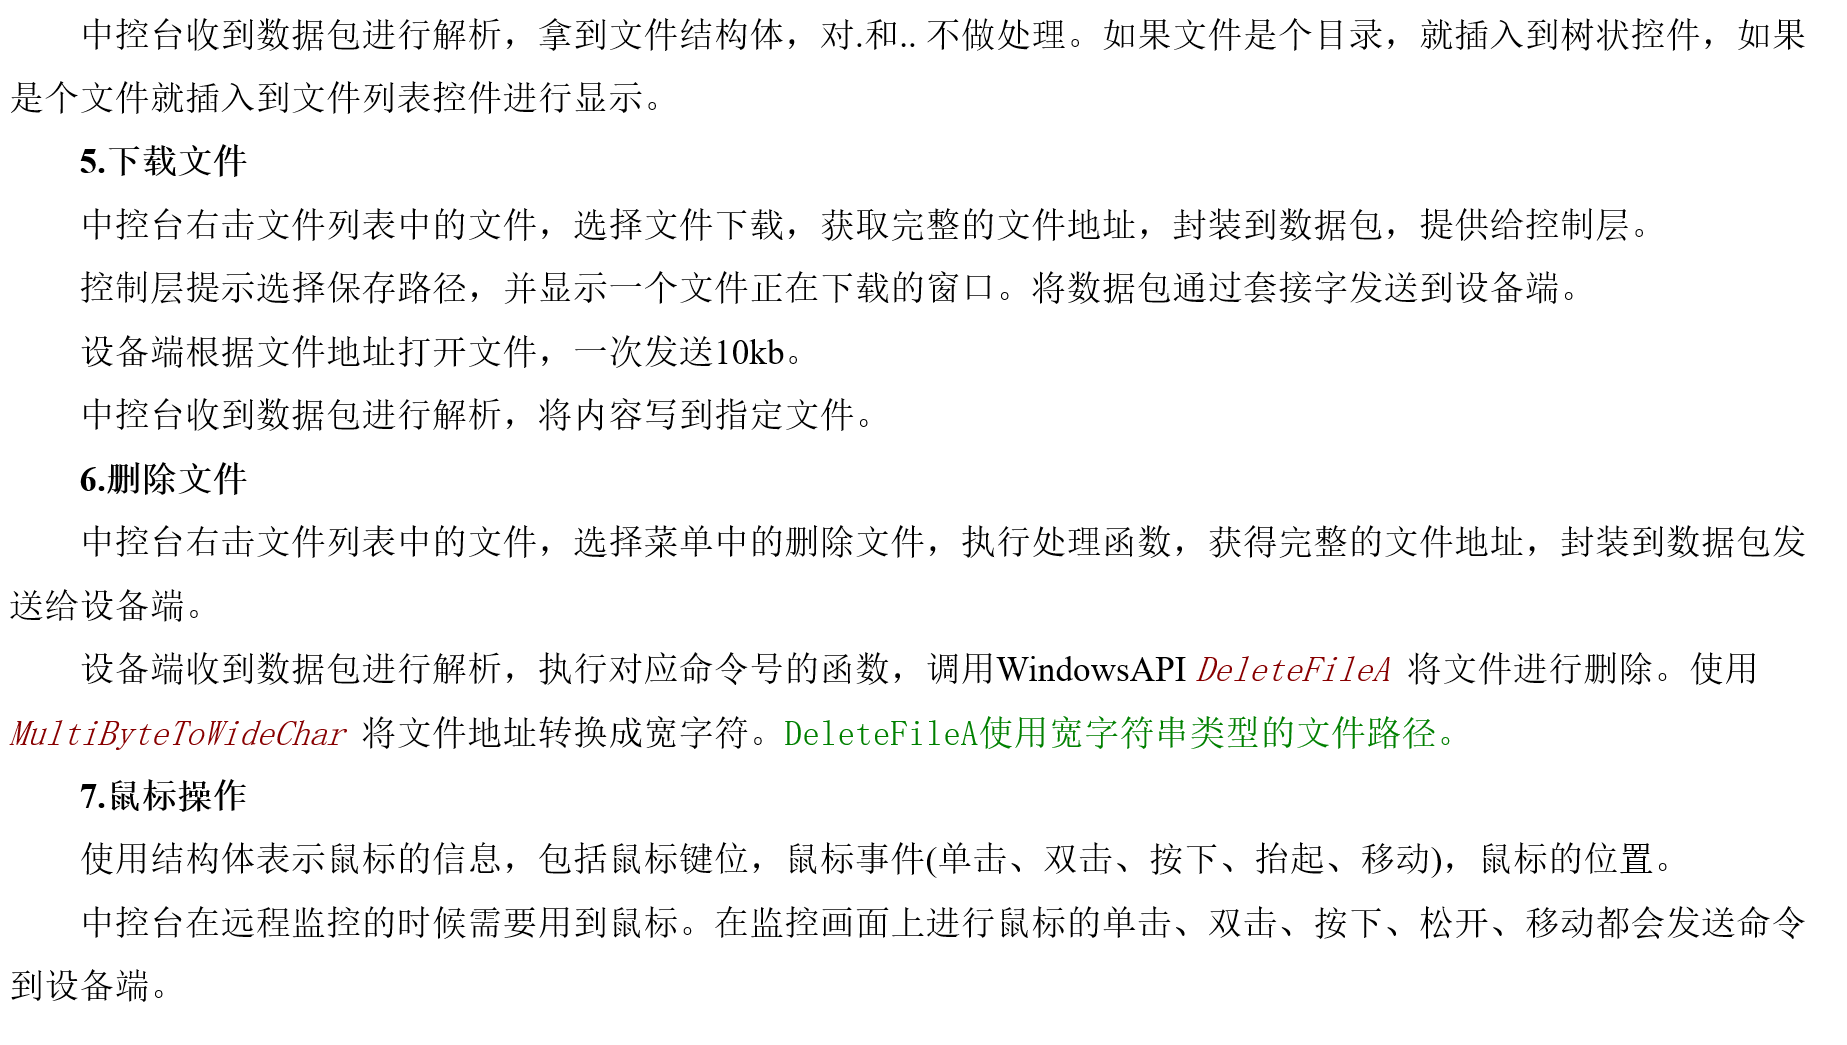 中控台收到数据包进行解析，拿到文件结构体，对.和.. 不做处理。如果文件是个目录，就插入到树状控件，如果
是个文件就插入到文件列表控件进行显示。
5.下载文件
中控台右击文件列表中的文件，选择文件下载，获取完整的文件地址，封装到数据包，提供给控制层。
控制层提示选择保存路径，并显示一个文件正在下载的窗口。将数据包通过套接字发送到设备端。
设备端根据文件地址打开文件，一次发送10kb。
中控台收到数据包进行解析，将内容写到指定文件。
6.删除文件
中控台右击文件列表中的文件，选择菜单中的删除文件，执行处理函数，获得完整的文件地址，封装到数据包发
送给设备端。
设备端收到数据包进行解析，执行对应命令号的函数，调用WindowsAPI DeleteFileA 将文件进行删除。使用
MultiByteToWideChar 将文件地址转换成宽字符。DeleteFileA使用宽字符串类型的文件路径。
7.鼠标操作
使用结构体表示鼠标的信息，包括鼠标键位，鼠标事件(单击、双击、按下、抬起、移动)，鼠标的位置。
中控台在远程监控的时候需要用到鼠标。在监控画面上进行鼠标的单击、双击、按下、松开、移动都会发送命令
到设备端。